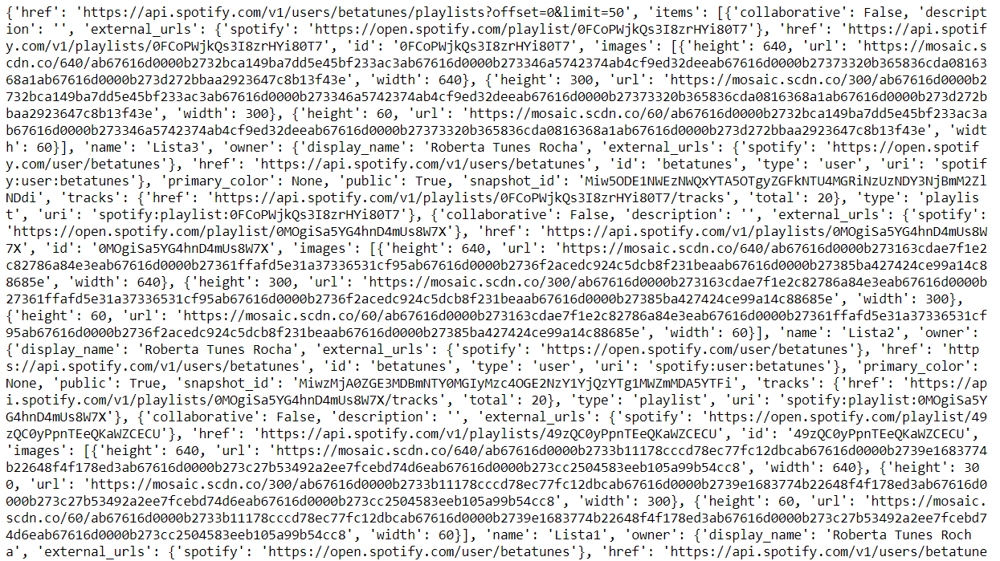 {'href': 'https://api.spotify.com/v1/users/betatunes/playlists?offset=0&limit=50', 'items': [{'collaborative': False, 'descript
ion': '', 'external_urls': {'spotify': 'https://open.spotify.com/playlist/0FCoPWjkQs3I8zrHYi80T7'}, 'href': 'https://api.spotif
y.com/v1/playlists/0FCoPWjkQs3I8zrHYi80T7', 'id': '0FCoPWjkQs3I8zrHYi80T7', 'images': [{'height': 640, 'url': 'https://mosaic.s
cdn.co/640/ab67616d0000b2732bca149ba7dd5e45bf233ac3ab67616d0000b273346a5742374ab4cf9ed32deeab67616d0000b27373320b365836cda0816
368a1ab67616d0000b273d272bbaa2923647c8b13f43e', 'width': 640}, {'height': 300, 'url': 'https://mosaic.scdn.co/300/ab67616d0000b2
732bca149ba7dd5e45bf233ac3ab67616d0000b273346a5742374ab4cf9ed32deeab67616d0000b27373320b365836cda0816368a1ab67616d0000b273d272b
baa2923647c8b13f43e', 'width': 300}, {'height': 60, 'url': 'https://mosaic.scdn.co/60/ab67616d0000b2732bca149ba7dd5e45bf233ac3a
b67616d0000b273346a5742374ab4cf9ed32deeab67616d0000b27373320b365836cda0816368a1ab67616d0000b273d272bbaa2923647c8b13f43e', 'widt
h': 60}], 'name': 'Lista3', 'owner': {'display_name': 'Roberta Tunes Rocha', 'external_urls': {'spotify': 'https://open.spotif
y.com/user/betatunes'}, 'href': 'https://api.spotify.com/v1/users/betatunes', 'id': 'betatunes', 'type': 'user', 'uri': 'spotif
y:user:betatunes'}, 'primary_color': None, 'public': True, 'snapshot_id': 'Miw5ODE1NWEzNWQxYTA5OTgyZGFkNTU4MGRiNzUzNDY3NjBmM2Zl
NDdi', 'tracks': {'href': 'https://api.spotify.com/v1/playlists/0FCoPWjkQs3I8zrHYi80T7/tracks', 'total': 20}, 'type': 'playlis
t', 'uri': 'spotify:playlist:0FCoPWjkQs3I8zrHYi80T7'}, {'collaborative': False, 'description': '', 'external_urls': {'spotify':
'https://open.spotify.com/playlist/0MOgiSa5YG4hnD4mUs8W7X'}, 'href': 'https://api.spotify.com/v1/playlists/0MOgiSa5YG4hnD4mUs8W
7X', 'id': '0MOgiSa5YG4hnD4mUs8W7X', 'images': [{'height': 640, 'url': 'https://mosaic.scdn.co/640/ab67616d0000b273163cdae7f1e2
c82786a84e3eab67616d0000b27361ffafd5e31a37336531cf95ab67616d0000b2736f2acedc924c5dcb8f231beaab67616d0000b27385ba427424ce99a14c8
8685e', 'width': 640}, {'height': 300, 'url': 'https://mosaic.scdn.co/300/ab67616d0000b273163cdae7f1e2c82786a84e3eab67616d0000b
27361ffafd5e31a37336531cf95ab67616d0000b2736f2acedc924c5dcb8f231beaab67616d0000b27385ba427424ce99a14c88685e', 'width': 300},
{'height': 60, 'url': 'https://mosaic.scdn.co/60/ab67616d0000b273163cdae7f1e2c82786a84e3eab67616d0000b27361ffafd5e31a37336531cf
95ab67616d0000b2736f2acedc924c5dcb8f231beaab67616d0000b27385ba427424ce99a14c88685e', 'width': 60}], 'name': 'Lista2', 'owner':
{'display_name': 'Roberta Tunes Rocha', 'external_urls': {'spotify': 'https://open.spotify.com/user/betatunes'}, 'href': 'http
s://api.spotify.com/v1/users/betatunes', 'id': 'betatunes', 'type': 'user', 'uri': 'spotify:user:betatunes'}, 'primary_color':
None, 'public': True, 'snapshot_id': 'MiwzMjA0ZGE3MDBmNTY0MGIyMzc4OGE2NzY1YjQzYTg1MWZmMDA5YTFi', 'tracks': {'href': 'https://ap
i.spotify.com/v1/playlists/0MOgiSa5YG4hnD4mUs8W7X/tracks', 'total': 20}, 'type': 'playlist', 'uri': 'spotify:playlist:0MOgiSa5Y
G4hnD4mUs8W7X'}, {'collaborative': False, 'description': '', 'external_urls': {'spotify': 'https://open.spotify.com/playlist/49
zQC0yPpnTEeQKaWZCECU'}, 'href': 'https://api.spotify.com/v1/playlists/49zQC0yPpnTEeQKaWZCECU', 'id': '49zQC0yPpnTEeQKaWZCECU',
'images': [{'height': 640, 'url': 'https://mosaic.scdn.co/640/ab67616d0000b2733b11178cccd78ec77fc12dbcab67616d0000b2739e1683774
b22648f4f178ed3ab67616d0000b273c27b53492a2ee7fcebd74d6eab67616d0000b273cc2504583eeb105a99b54cc8', 'width': 640}, {'height': 30
0, 'url': 'https://mosaic.scdn.co/300/ab67616d0000b2733b11178cccd78ec77fc12dbcab67616d0000b2739e1683774b22648f4f178ed3ab67616d0
000b273c27b53492a2ee7fcebd74d6eab67616d0000b273cc2504583eeb105a99b54cc8', 'width': 300}, {'height': 60, 'url': 'https://mosaic.
scdn.co/60/ab67616d0000b2733b11178cccd78ec77fc12dbcab67616d0000b2739e1683774b22648f4f178ed3ab67616d0000b273c27b53492a2ee7fcebd7
4d6eab67616d0000b273cc2504583eeb105a99b54cc8', 'width': 60}], 'name': 'Lista1', 'owner': {'display_name': 'Roberta Tunes Roch
a', 'external_urls': {'spotify': 'https://open.spotify.com/user/betatunes'}, 'href': 'https://api.spotify.com/v1/users/betatune